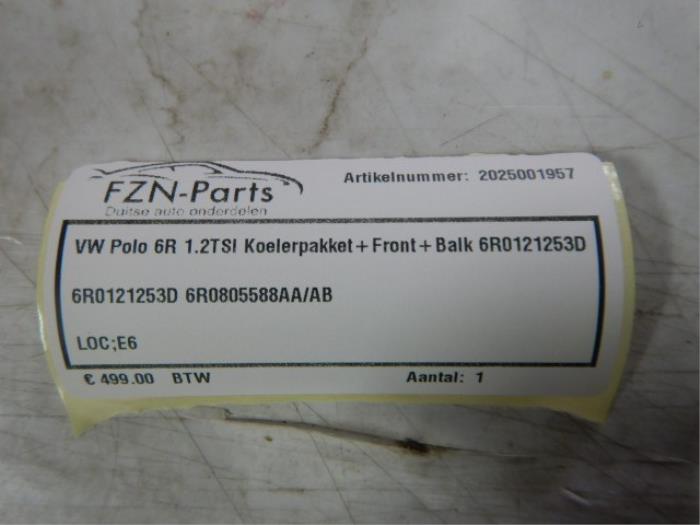 FZN-Parts
Duitse auto onderdelen
Artikelnummer: 2025001957
VW Polo 6R 1.2TSI Koelerpakket+Front+Balk 6R0121253D
6R0121253D 6R0805588AA/AB
LOC;E6
€ 499.00 BTW
Aantal: 1